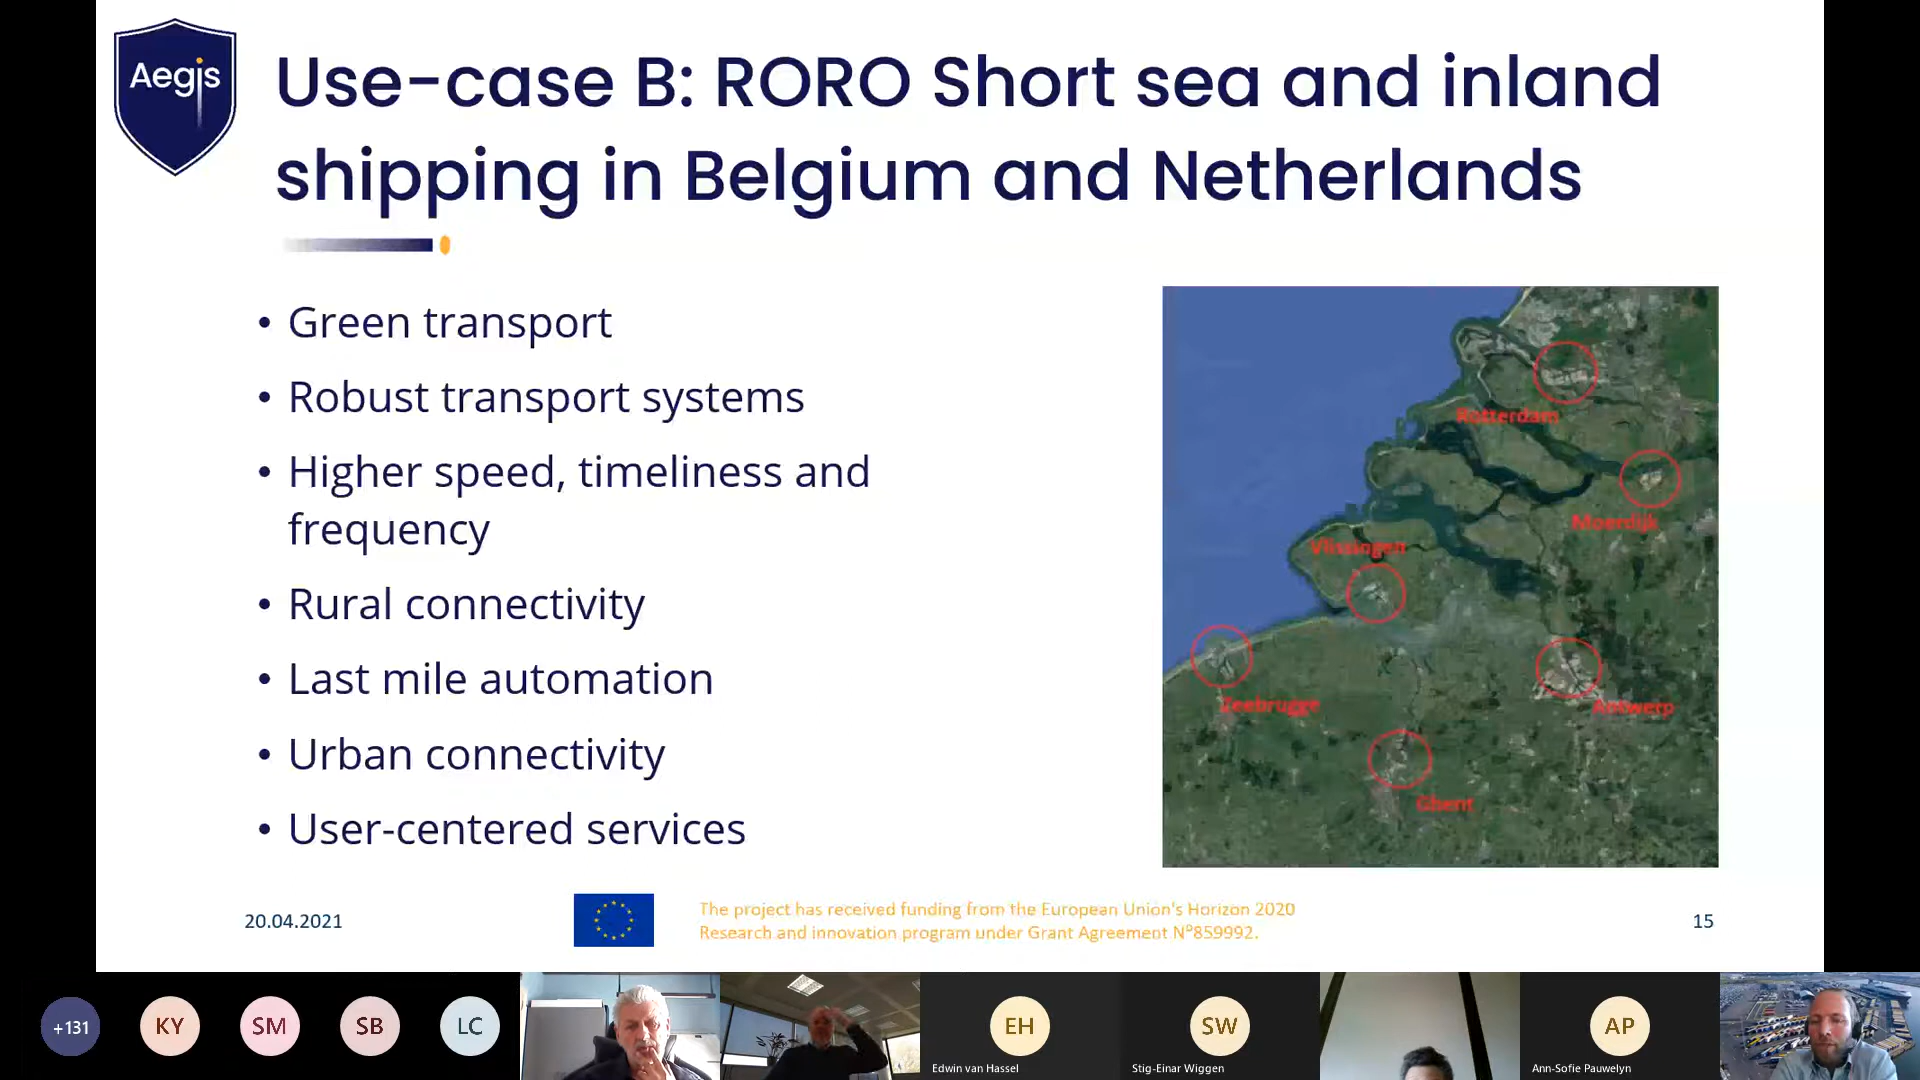 Aegis
Use-case B: RORO Short sea and inland
shipping in Belgium and Netherlands
• Green transport
• Robust transport systems
• Higher speed, timeliness and
frequency
• Rural connectivity
• Last mile automation
• Urban connectivity
• User-centered services
Rotterdam
Moerdijk
Vlissingen
Zeebrugge
Antwerp
Ghent
20.04.2021
The project has received funding from the European Union's Horizon 2020
Research and innovation program under Grant Agreement Nº859992.
15
+131
KY
SM
SB
LC
EH
Edwin van Hassel
SW
Stig-Einar Wiggen
AP
Ann-Sofie Pauwelyn